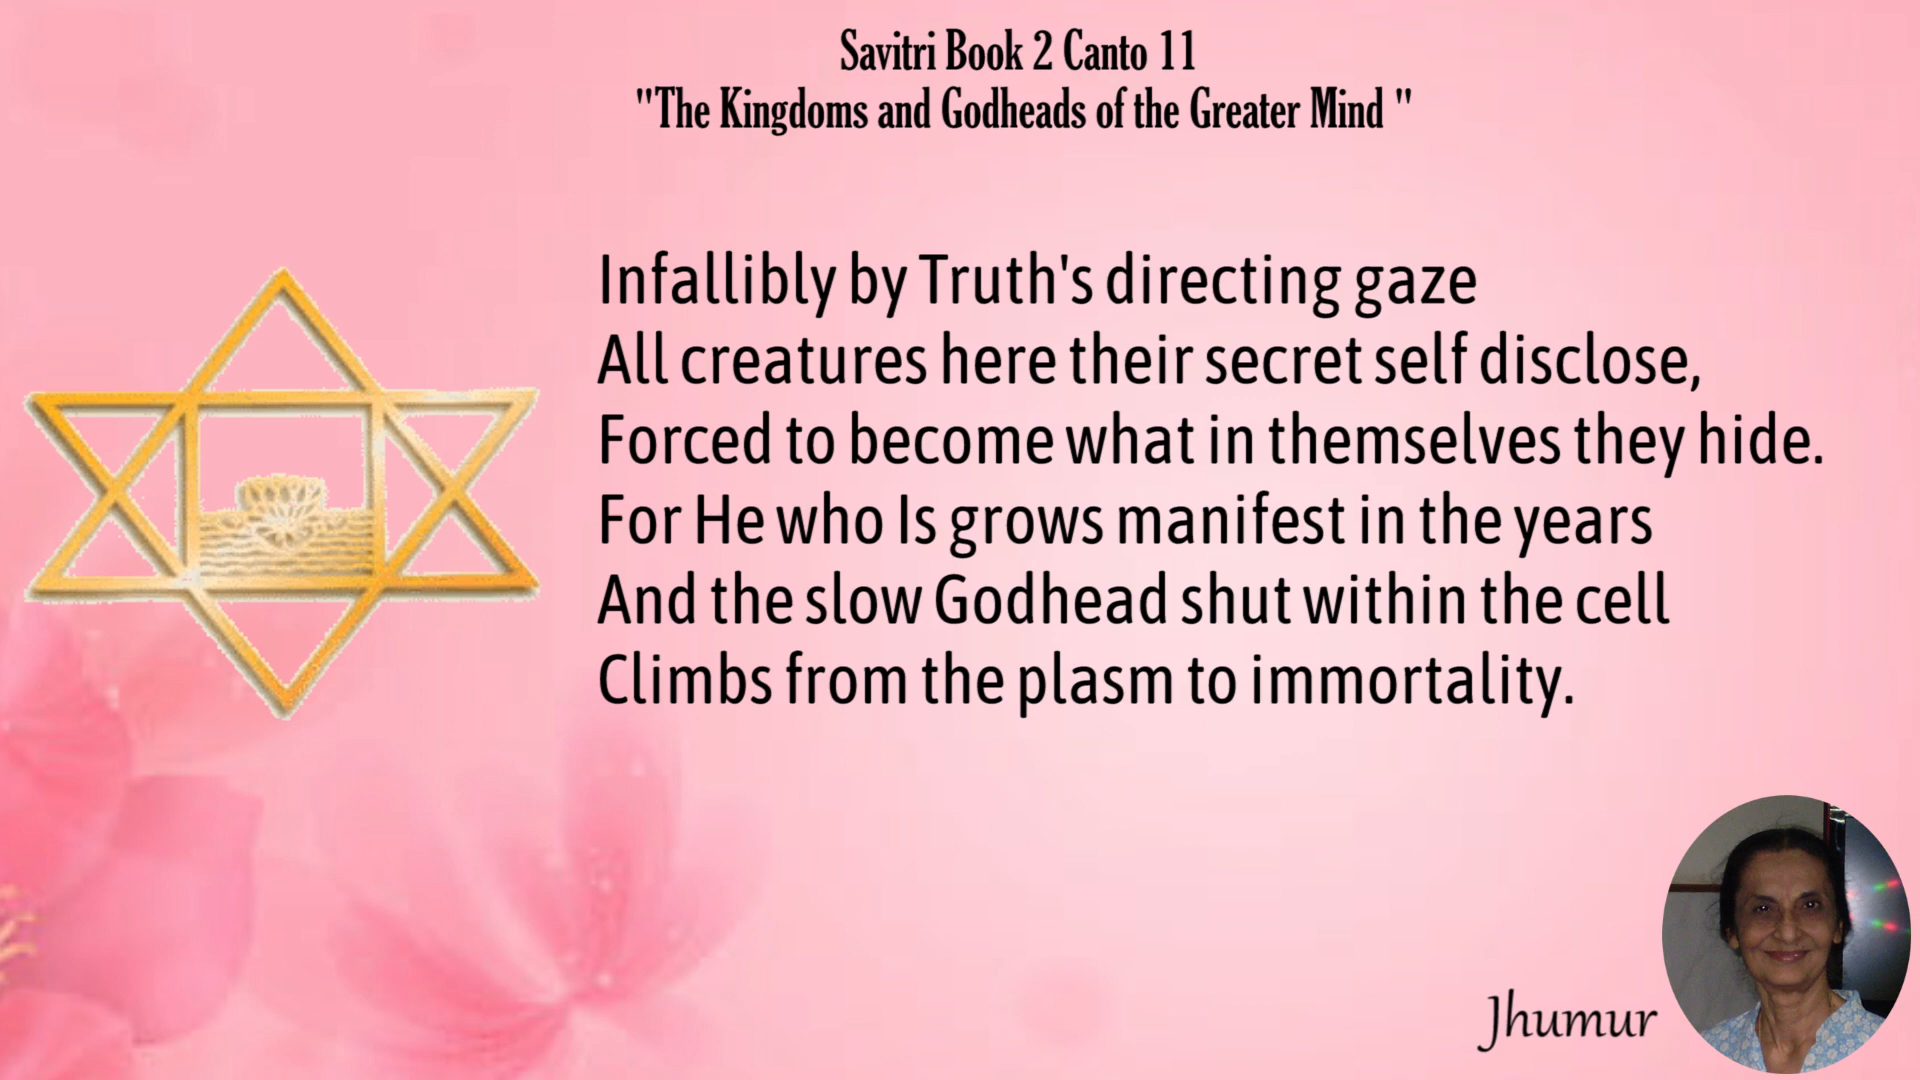 Savitri Book 2 Canto 11
"The Kingdoms and Godheads of the Greater Mind "
Infallibly by Truth's directing gaze
All creatures here their secret self disclose,
Forced to become what in themselves they hide.
For He who Is grows manifest in the years
And the slow Godhead shut within the cell
Climbs from the plasm to immortality.
Jhumur